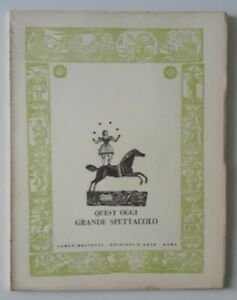 QUEST OGGI
GRANDE SPETTACOLO
CARLO BESTETTI - EDIZIONI D'ARTE - ROMA